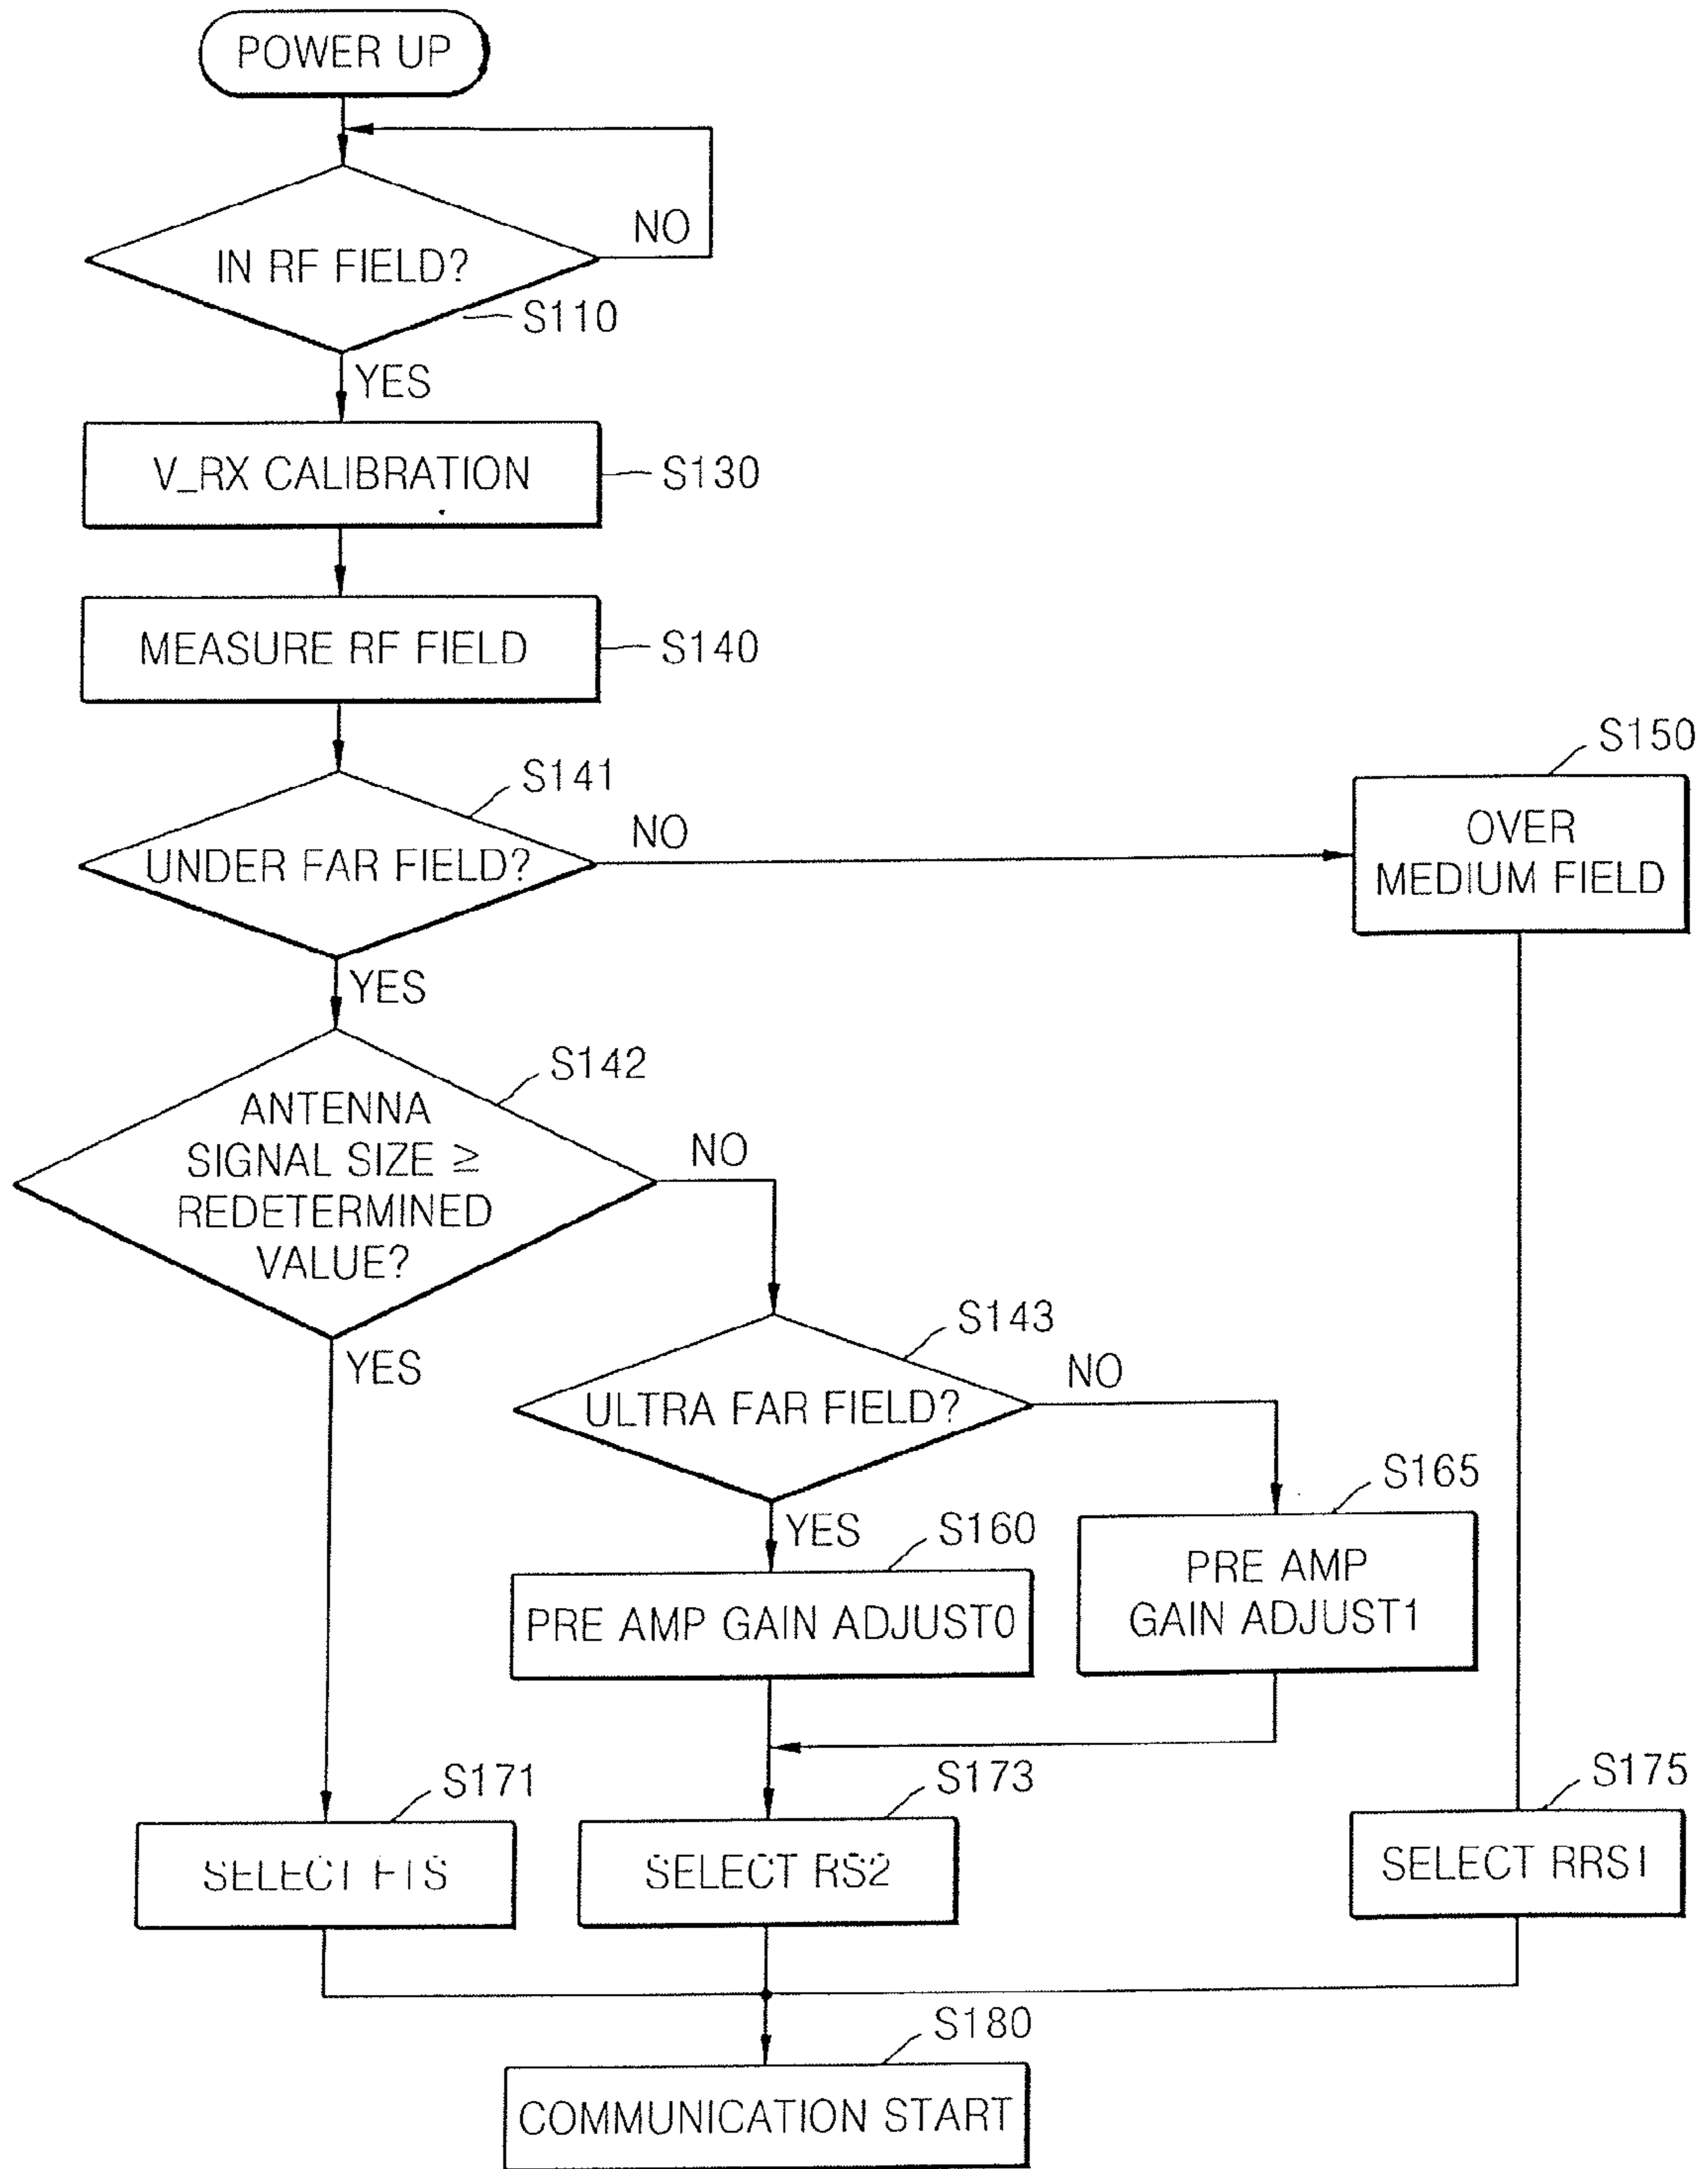 POWER UP
NO
IN RF FIELD?
S110
YES
V_RX CALIBRATION
S130
MEASURE RF FIELD
S140
S141
UNDER FAR FIELD?
NO
S150
OVER
MEDIUM FIELD
YES
S142
ANTENNA
SIGNAL SIZE ≥
REDETERMINED
VALUE?
NO
YES
S143
ULTRA FAR FIELD?
NO
YES
S160
PRE AMP GAIN ADJUST0
S165
PRE AMP
GAIN ADJUST1
S171
SELECT
S173
SELECT RS2
S175
SELECT RRS1
S180
COMMUNICATION START